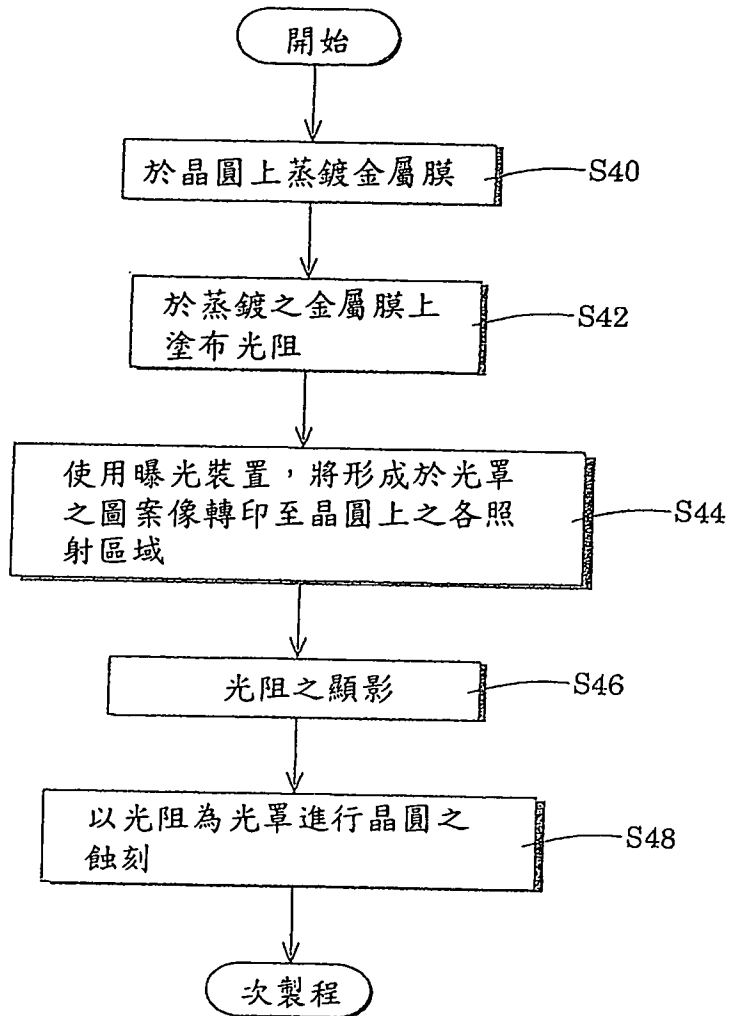 開始
於晶圓上蒸鍍金屬膜
S40
於蒸鍍之金屬膜上
塗布光阻
S42
使用曝光裝置,將形成於光罩
之圖案像轉印至晶圓上之各照
射區域
S44
光阻之顯影
S46
以光阻為光罩進行晶圓之
蝕刻
S48
次製程